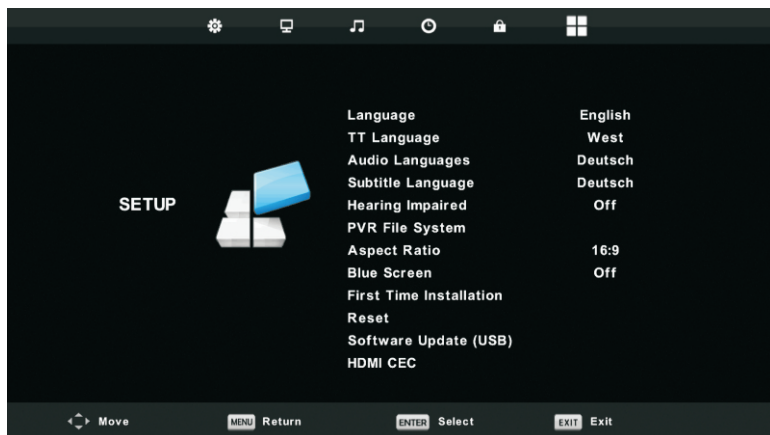 Language English
TT Language West
Audio Languages Deutsch
Subtitle Language Deutsch
SETUP
Hearing Impaired Off
PVR File System
Aspect Ratio 16:9
Blue Screen Off
First Time Installation
Reset
Software Update (USB)
HDMI CEC
Move MENU Return ENTER Select EXIT Exit